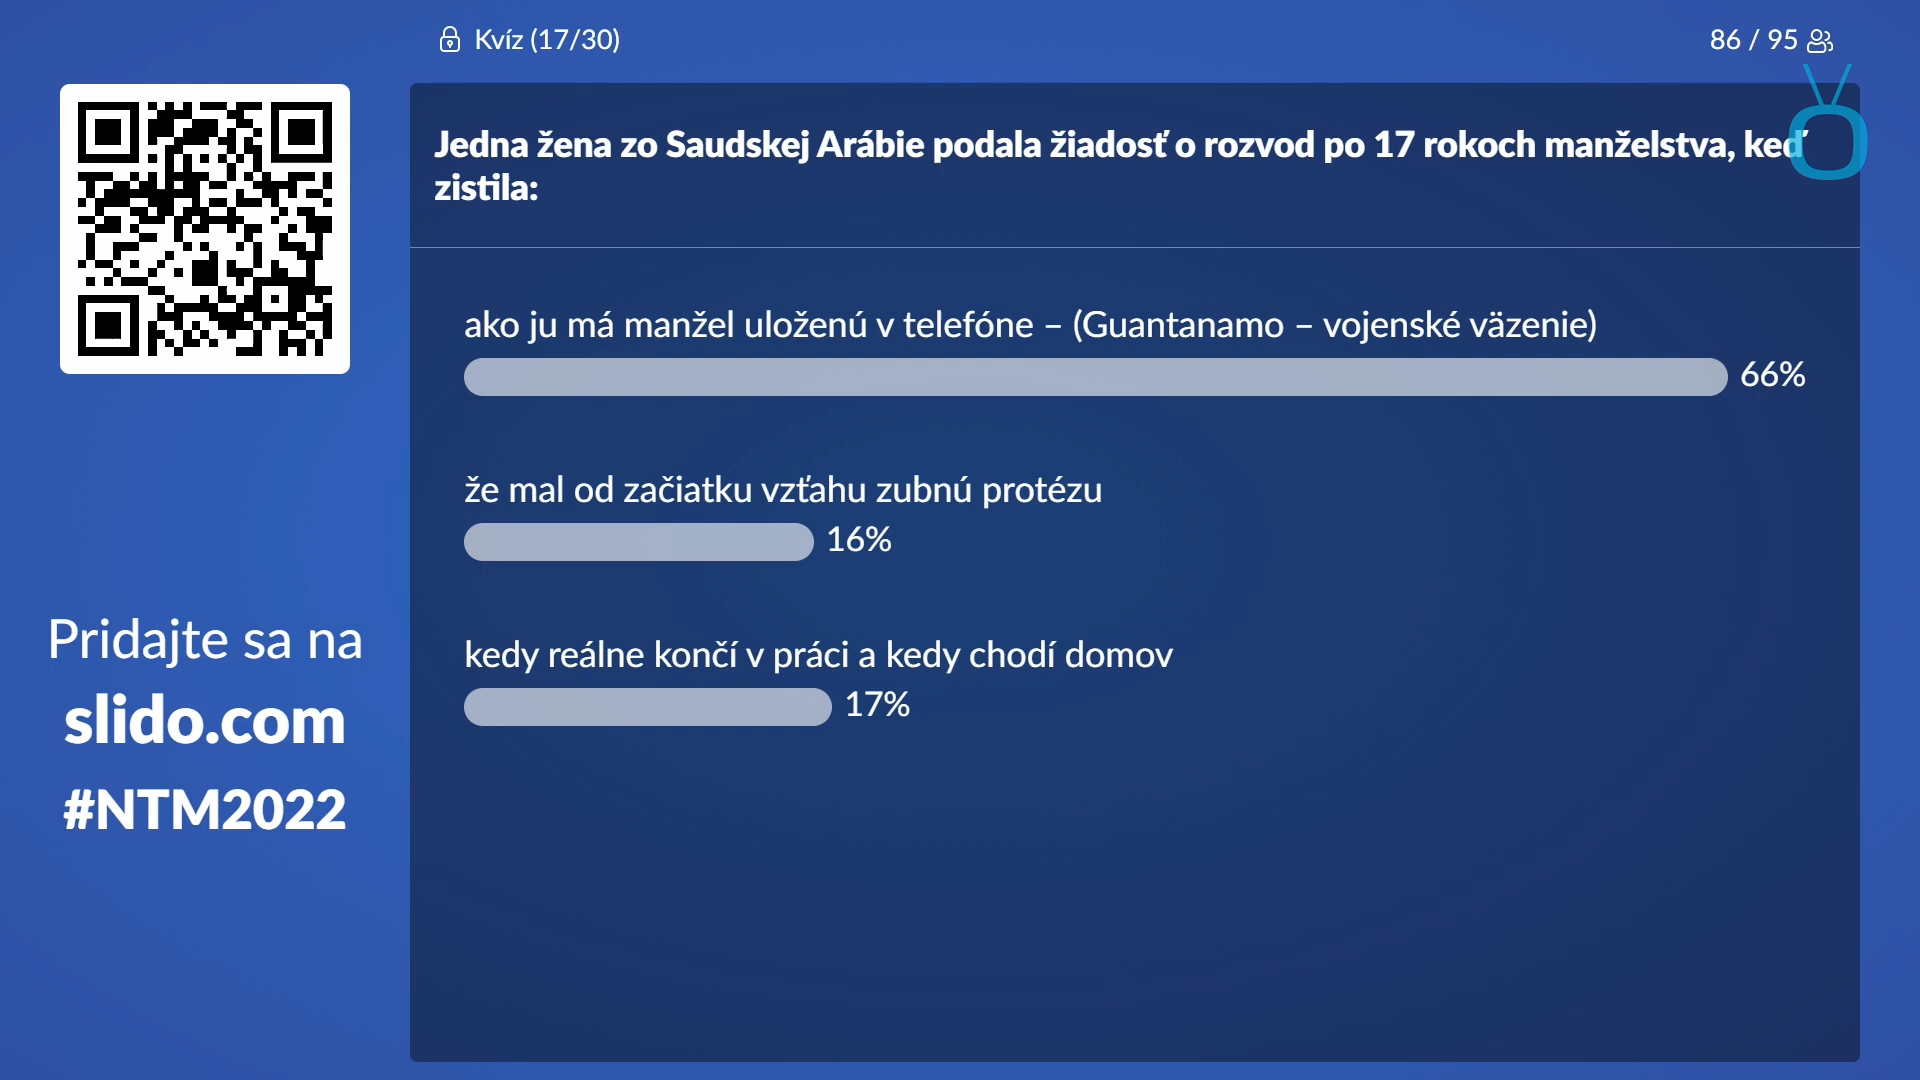 Kvíz (17/30)
86 / 95
Jedna žena zo Saudskej Arábie podala žiadosť o rozvod po 17 rokoch manželstva, keď
zistila:
ako ju má manžel uloženú v telefóne – (Guantanamo – vojenské väzenie)
66%
že mal od začiatku vzťahu zubnú protézu
16%
kedy reálne končí v práci a kedy chodí domov
17%
Pridajte sa na
slido.com
#NTM2022